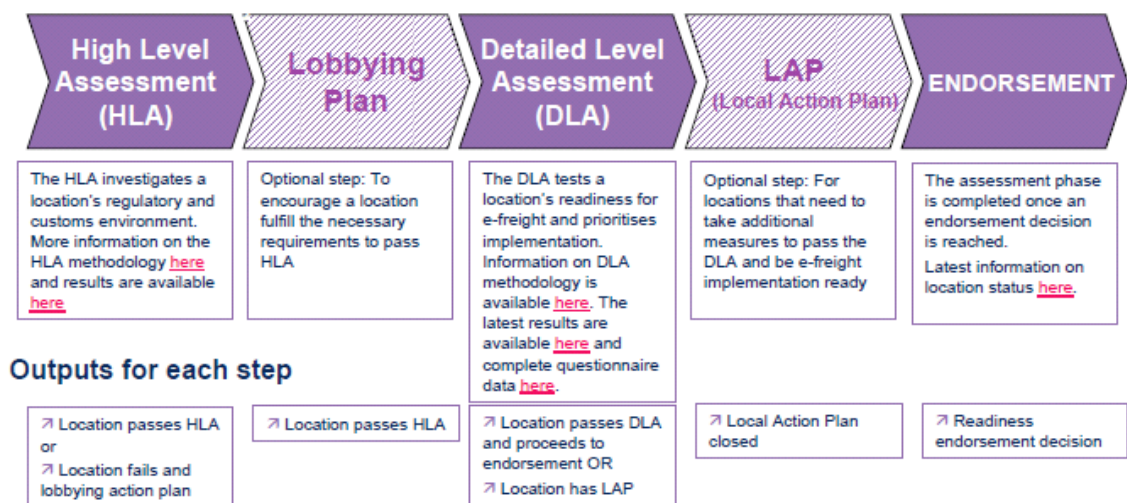 High Level
Assessment
(HLA)
Lobbying
Plan
Detailed Level
Assessment
(DLA)
LAP
(Local Action Plan)
ENDORSEMENT
The HLA investigates a
location's regulatory and
customs environment.
More information on the
HLA methodology here
and results are available
here
Optional step: To
encourage a location
fulfill the necessary
requirements to pass
HLA
The DLA tests a
location's readiness for
e-freight and prioritises
implementation.
Information on DLA
methodology is
available here. The
latest results are
available here and
complete questionnaire
data here.
Optional step: For
locations that need to
take additional
measures to pass the
DLA and be e-freight
implementation ready
The assessment phase
is completed once an
endorsement decision
is reached.
Latest information on
location status here.
Outputs for each step
↗ Location passes HLA
or
↗ Location fails and
lobbying action plan
↗ Location passes HLA
↗ Location passes DLA
and proceeds to
endorsement OR
↗ Location has LAP
↗ Local Action Plan
closed
↗ Readiness
endorsement decision